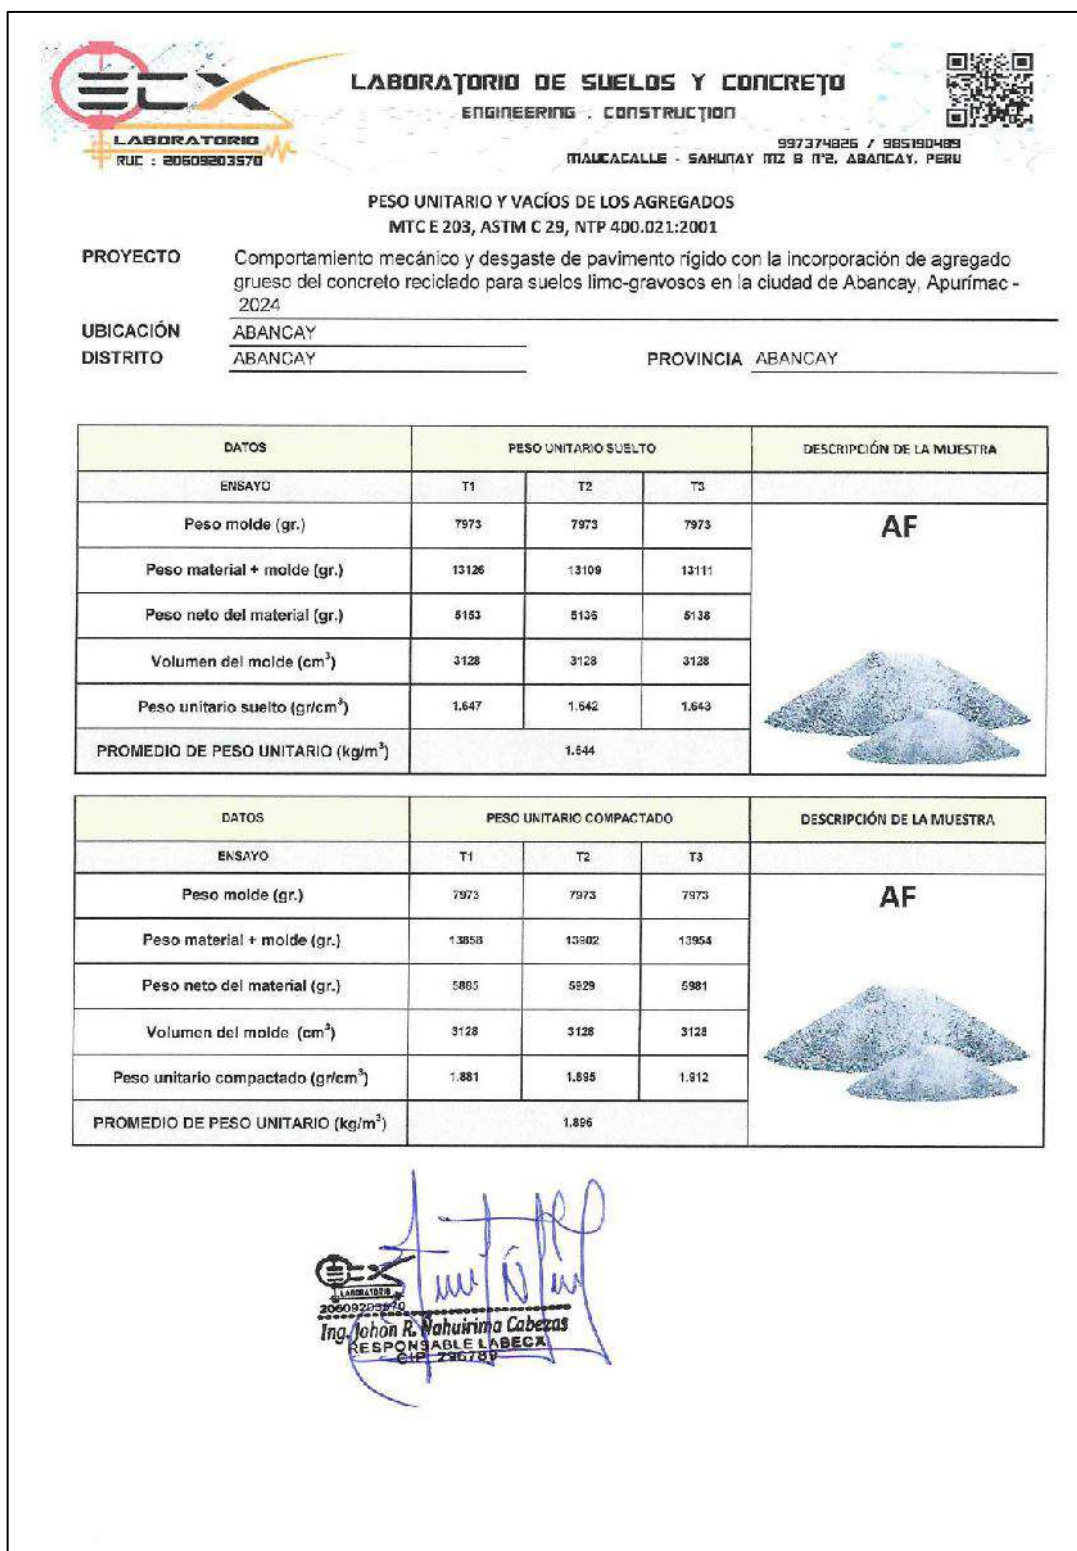 ECX
LABORATORIO
RUC : 20609203570
LABORATORIO DE SUELOS Y CONCRETO
ENGINEERING . CONSTRUCTION
997374826 / 985190489
MAUCACALLE - SAHUNAY MZ B N°2, ABANCAY, PERU
PESO UNITARIO Y VACÍOS DE LOS AGREGADOS
MTC E 203, ASTM C 29, NTP 400.021:2001
PROYECTO Comportamiento mecánico y desgaste de pavimento rígido con la incorporación de agregado
grueso del concreto reciclado para suelos limo-gravosos en la ciudad de Abancay, Apurímac -
2024
UBICACIÓN ABANCAY
DISTRITO ABANCAY PROVINCIA ABANCAY
DATOS PESO UNITARIO SUELTO DESCRIPCIÓN DE LA MUESTRA
ENSAYO T1 T2 T3
Peso molde (gr.) 7973 7973 7973 AF
Peso material + molde (gr.) 13126 13109 13111
Peso neto del material (gr.) 5153 5136 5138
Volumen del molde (cm³) 3128 3128 3128
Peso unitario suelto (gr/cm³) 1.647 1.642 1.643
PROMEDIO DE PESO UNITARIO (kg/m³) 1.644
DATOS PESO UNITARIO COMPACTADO DESCRIPCIÓN DE LA MUESTRA
ENSAYO T1 T2 T3
Peso molde (gr.) 7973 7973 7973 AF
Peso material + molde (gr.) 13858 13902 13954
Peso neto del material (gr.) 5885 5929 5981
Volumen del molde (cm³) 3128 3128 3128
Peso unitario compactado (gr/cm³) 1.881 1.895 1.912
PROMEDIO DE PESO UNITARIO (kg/m³) 1.896
ECX
LABORATORIO
20609203570
Ing. Johon R. Ñahuirima Cabezas
RESPONSABLE LABECX
CIP 296789